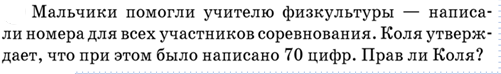 Мальчики помогли учителю физкультуры — написа-
ли номера для всех участников соревнования. Коля утверж-
дает, что при этом было написано 70 цифр. Прав ли Коля?